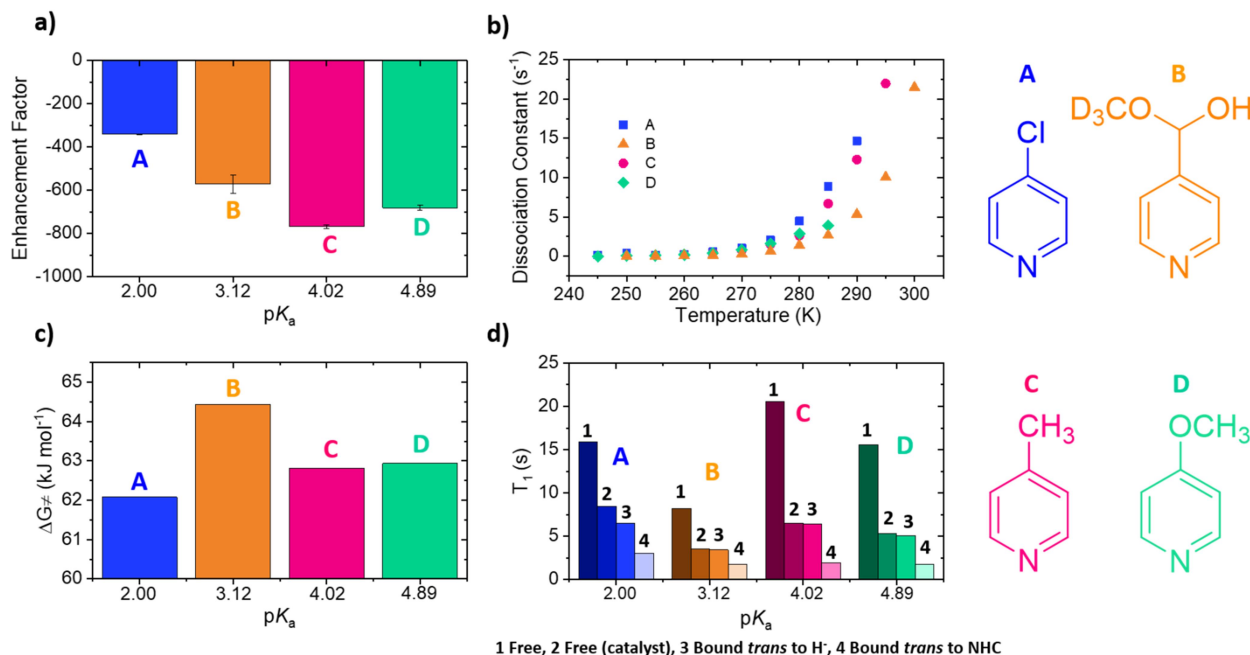 a)
Enhancement Factor
0
-200
-400
-600
-800
-1000
A
B
C
D
2.00 3.12 4.02 4.89
pKa
b)
Dissociation Constant (s⁻¹)
25
20
15
10
5
0
A
B
C
D
240 250 260 270 280 290 300
Temperature (K)
A
Cl
N
B
D₃CO OH
N
c)
ΔG≠ (kJ mol⁻¹)
65
64
63
62
61
60
A
B
C
D
2.00 3.12 4.02 4.89
pKa
d)
T₁ (s)
25
20
15
10
5
0
1 2 3 4
A
1 2 3 4
B
1 2 3 4
C
1 2 3 4
D
2.00 3.12 4.02 4.89
pKa
C
CH₃
N
D
OCH₃
N
1 Free, 2 Free (catalyst), 3 Bound trans to H⁻, 4 Bound trans to NHC